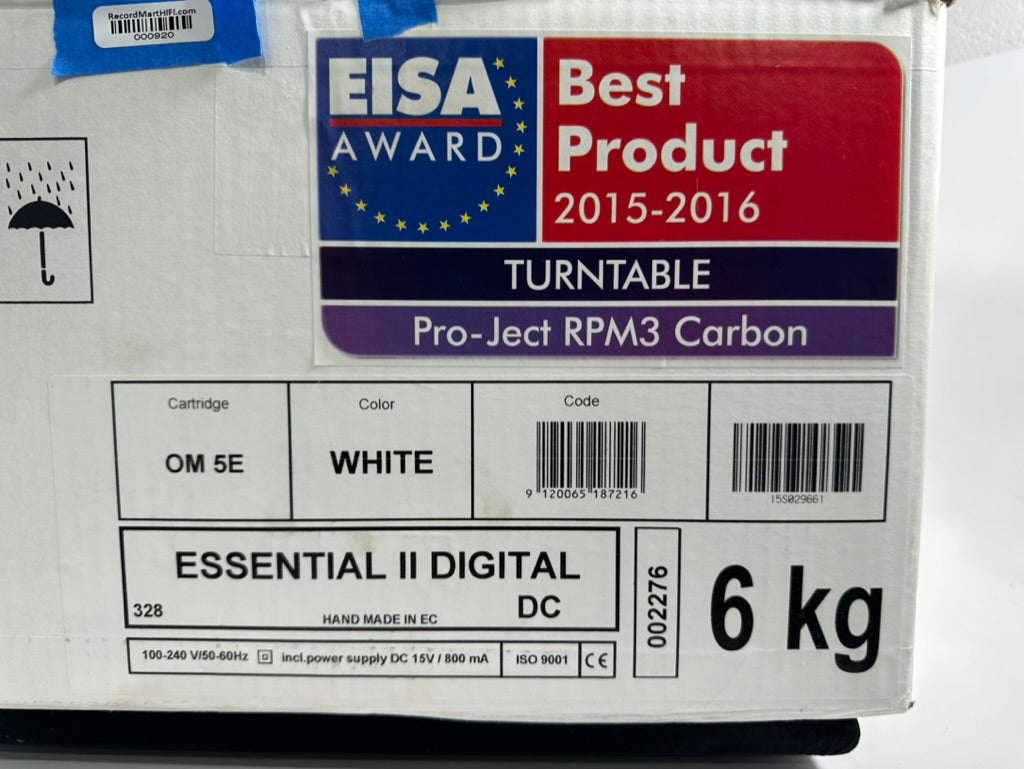 RecordMartHIFI.com
000920
EISA
AWARD
Best
Product
2015-2016
TURNTABLE
Pro-Ject RPM3 Carbon
Cartridge
OM 5E
Color
WHITE
Code
9 120065 187216
15S029661
ESSENTIAL II DIGITAL
328
HAND MADE IN EC
DC
002276
6 kg
100-240 V/50-60Hz incl.power supply DC 15V / 800 mA
ISO 9001
CE